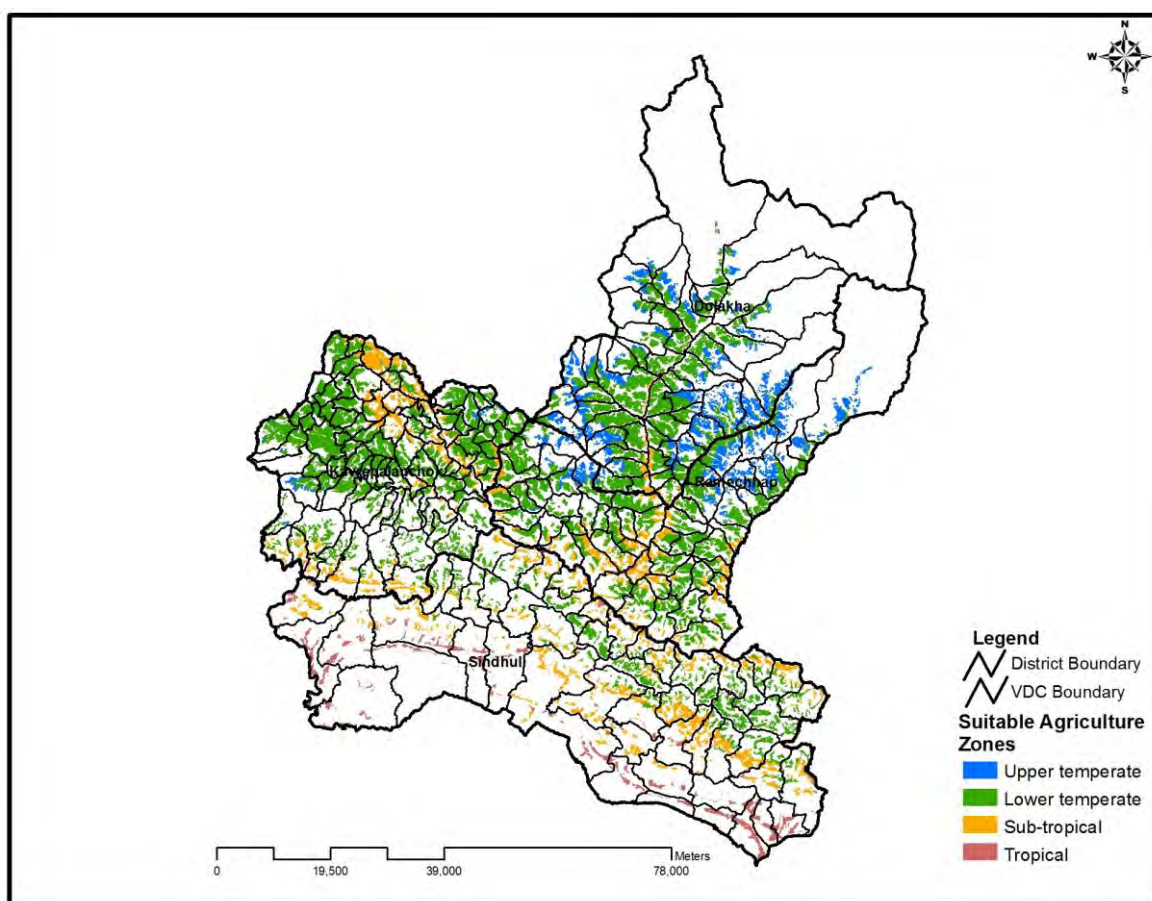 N
W E
S
Dolakha
Kavrepalanchok
Ramechhap
Sindhuli
Legend
District Boundary
VDC Boundary
Suitable Agriculture
Zones
Upper temperate
Lower temperate
Sub-tropical
Tropical
Meters
0 19,500 39,000 78,000